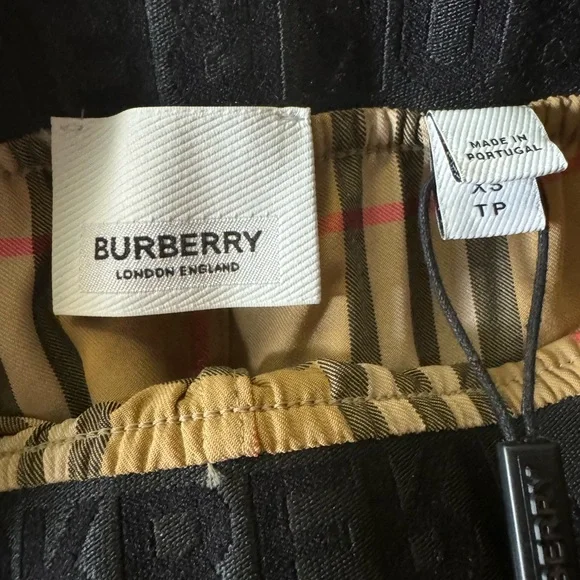 BURBERRY
LONDON ENGLAND
MADE IN
PORTUGAL
XS
TP